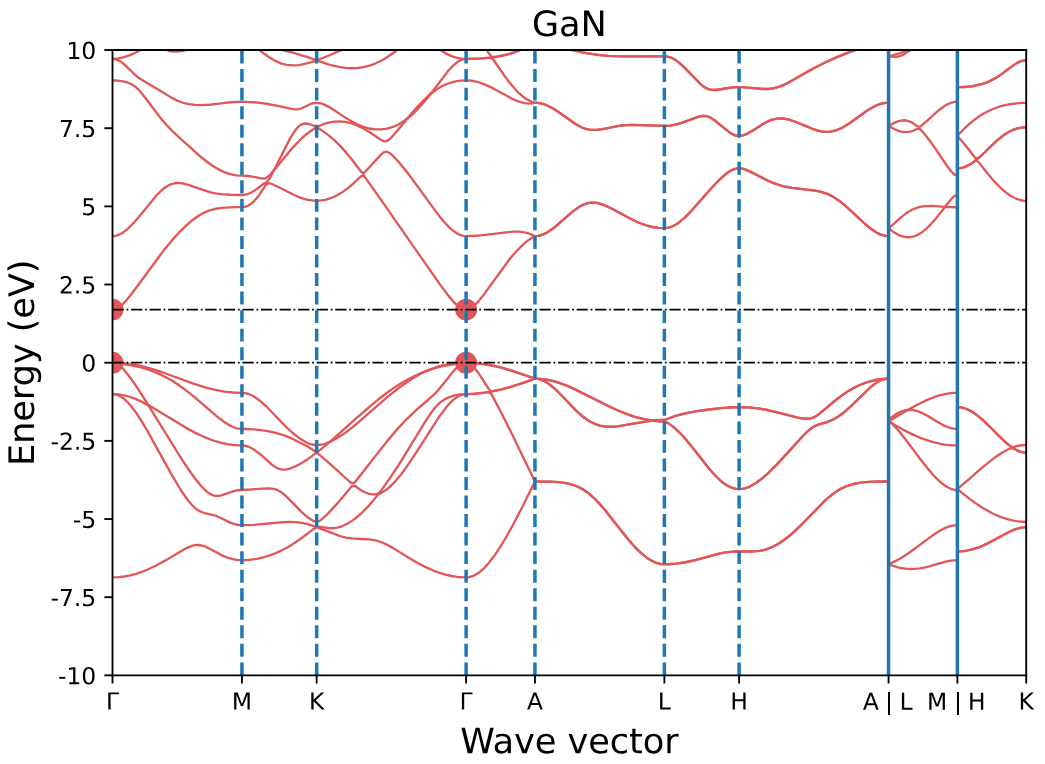 GaN
Energy (eV)
10
7.5
5
2.5
0
-2.5
-5
-7.5
-10
Γ M K Γ A L H A | L M | H K
Wave vector